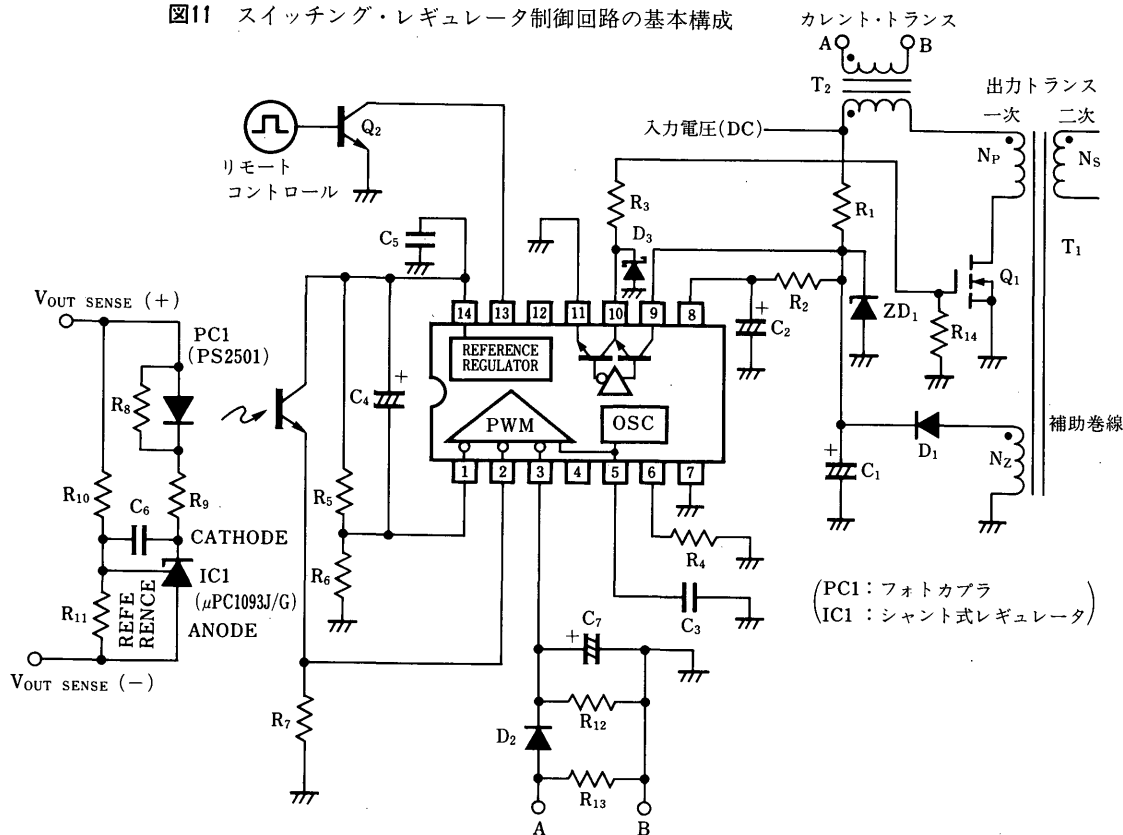 図11 スイッチング・レギュレータ制御回路の基本構成
カレント・トランス
A
B
T2
出力トランス
一次
二次
入力電圧(DC)
NP
NS
Q2
リモート
コントロール
R3
R1
D3
C5
T1
Q1
VOUT SENSE (+)
PC1
(PS2501)
14
13
12
11
10
9
8
R2
C2
ZD1
R14
REFERENCE
REGULATOR
R8
C4
PWM
OSC
補助巻線
D1
NZ
C1
1
2
3
4
5
6
7
R10
R9
R5
C6
CATHODE
R4
IC1
(μPC1093J/G)
R6
REFE
RENCE
R11
ANODE
C3
(PC1:フォトカプラ
IC1:シャント式レギュレータ)
C7
VOUT SENSE (−)
R7
R12
D2
R13
A
B